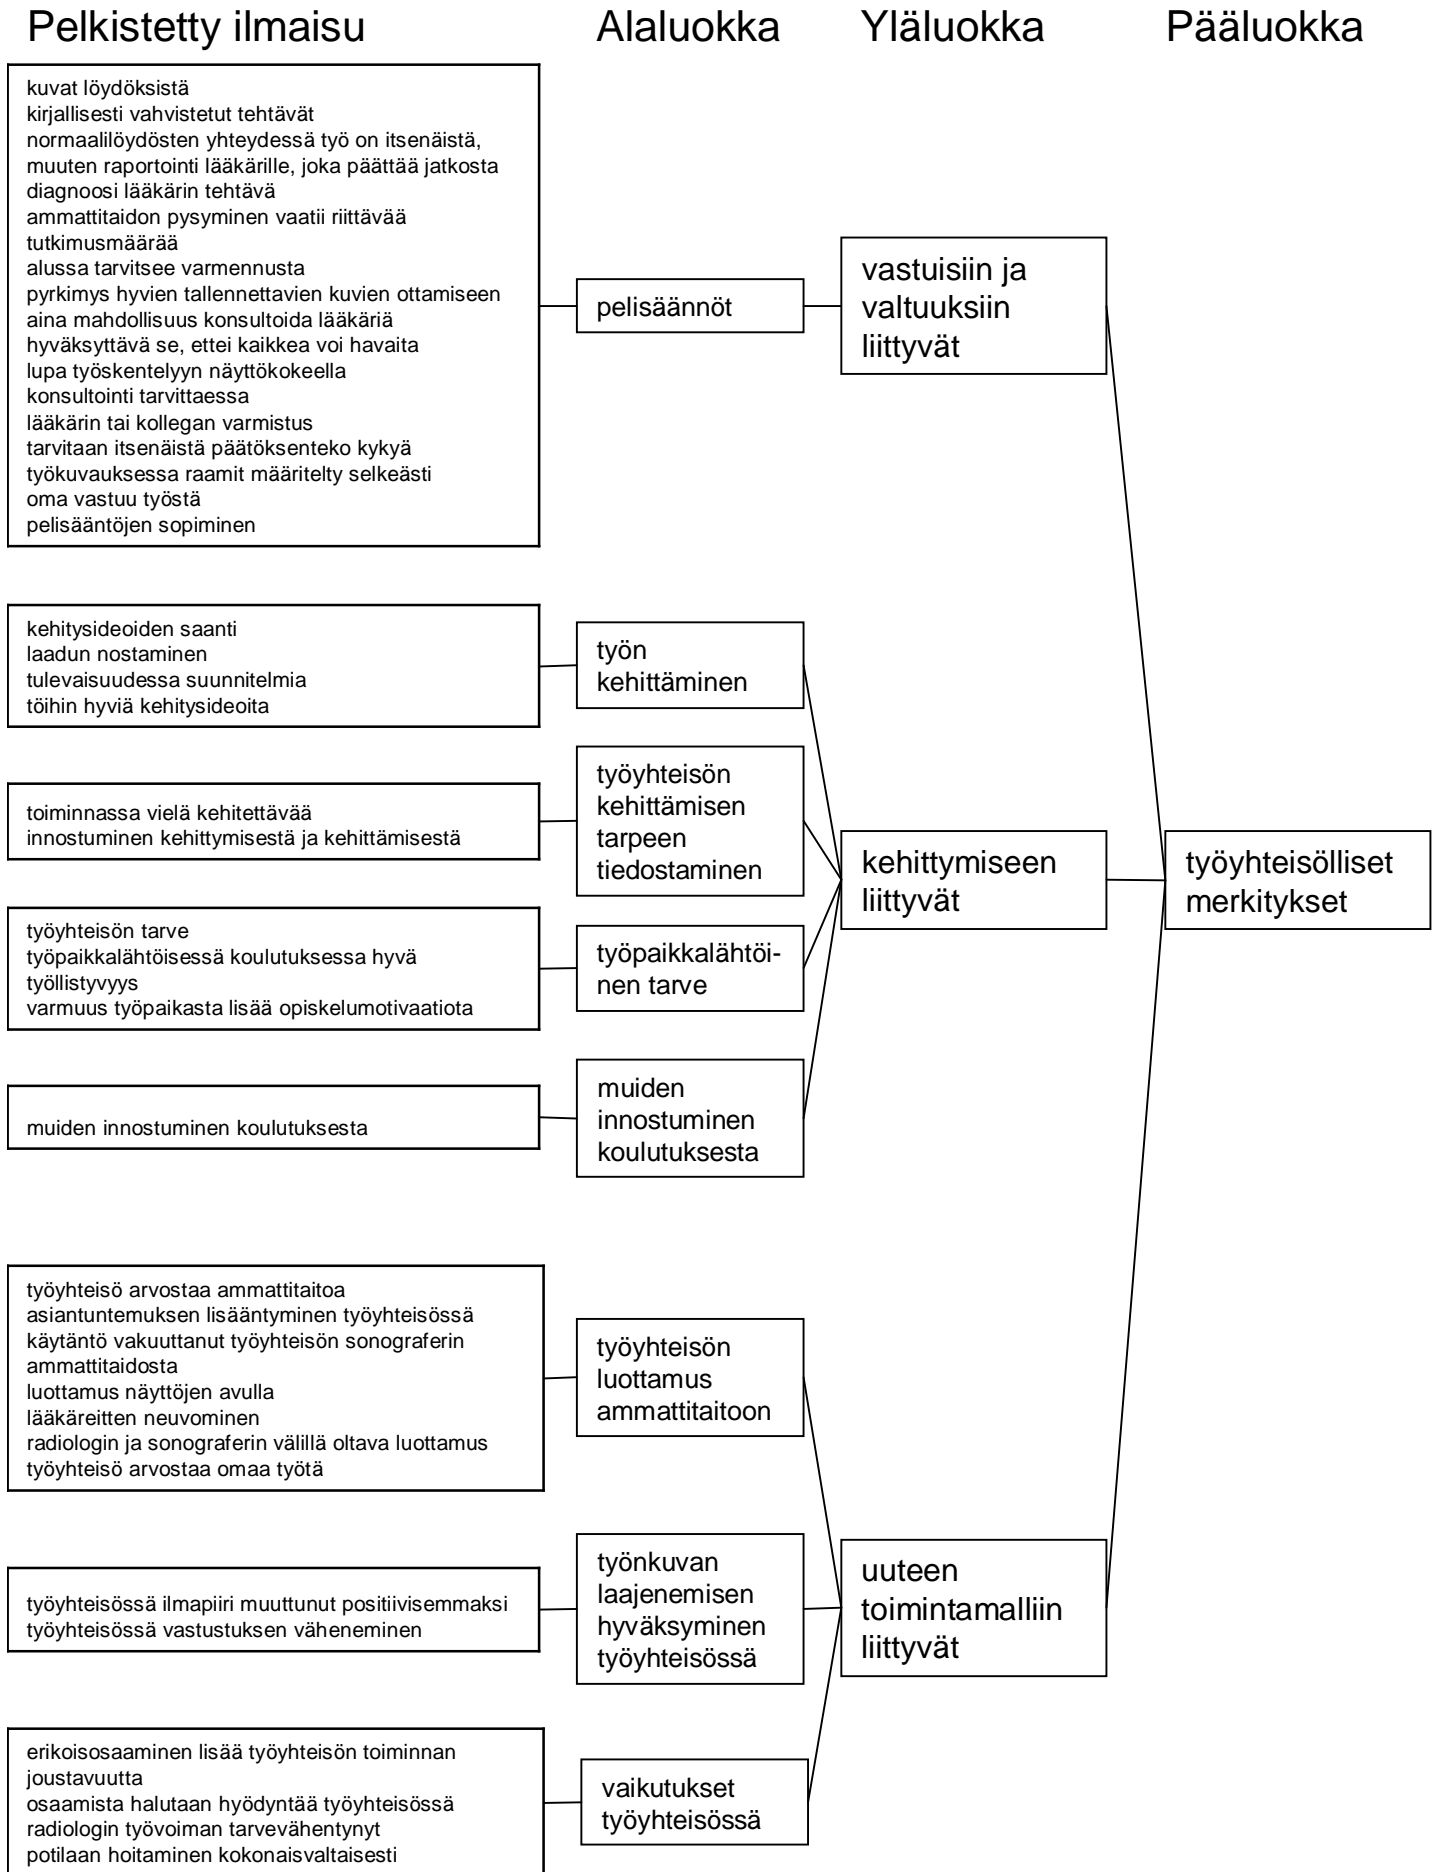 Pelkistetty ilmaisu
Alaluokka
Yläluokka
Pääluokka
kuvat löydöksistä
kirjallisesti vahvistetut tehtävät
normaalilöydösten yhteydessä työ on itsenäistä,
muuten raportointi lääkärille, joka päättää jatkosta
diagnoosi lääkärin tehtävä
ammattitaidon pysyminen vaatii riittävää
tutkimusmäärää
alussa tarvitsee varmennusta
pyrkimys hyvien tallennettavien kuvien ottamiseen
aina mahdollisuus konsultoida lääkäriä
hyväksyttävä se, ettei kaikkea voi havaita
lupa työskentelyyn näyttökokeella
konsultointi tarvittaessa
lääkärin tai kollegan varmistus
tarvitaan itsenäistä päätöksenteko kykyä
työkuvauksessa raamit määritelty selkeästi
oma vastuu työstä
pelisääntöjen sopiminen
pelisäännöt
vastuisiin ja
valtuuksiin
liittyvät
kehitysideoiden saanti
laadun nostaminen
tulevaisuudessa suunnitelmia
töihin hyviä kehitysideoita
työn
kehittäminen
toiminnassa vielä kehitettävää
innostuminen kehittymisestä ja kehittämisestä
työyhteisön
kehittämisen
tarpeen
tiedostaminen
työyhteisön tarve
työpaikkalähtöisessä koulutuksessa hyvä
työllistyvyys
varmuus työpaikasta lisää opiskelumotivaatiota
työpaikkalähtöi-
nen tarve
muiden innostuminen koulutuksesta
muiden
innostuminen
koulutuksesta
kehittymiseen
liittyvät
työyhteisölliset
merkitykset
työyhteisö arvostaa ammattitaitoa
asiantuntemuksen lisääntyminen työyhteisössä
käytäntö vakuuttanut työyhteisön sonograferin
ammattitaidosta
luottamus näyttöjen avulla
lääkäreitten neuvominen
radiologin ja sonograferin välillä oltava luottamus
työyhteisö arvostaa omaa työtä
työyhteisön
luottamus
ammattitaitoon
työyhteisössä ilmapiiri muuttunut positiivisemmaksi
työyhteisössä vastustuksen väheneminen
työnkuvan
laajenemisen
hyväksyminen
työyhteisössä
uuteen
toimintamalliin
liittyvät
erikoisosaaminen lisää työyhteisön toiminnan
joustavuutta
osaamista halutaan hyödyntää työyhteisössä
radiologin työvoiman tarvevähentynyt
potilaan hoitaminen kokonaisvaltaisesti
vaikutukset
työyhteisössä